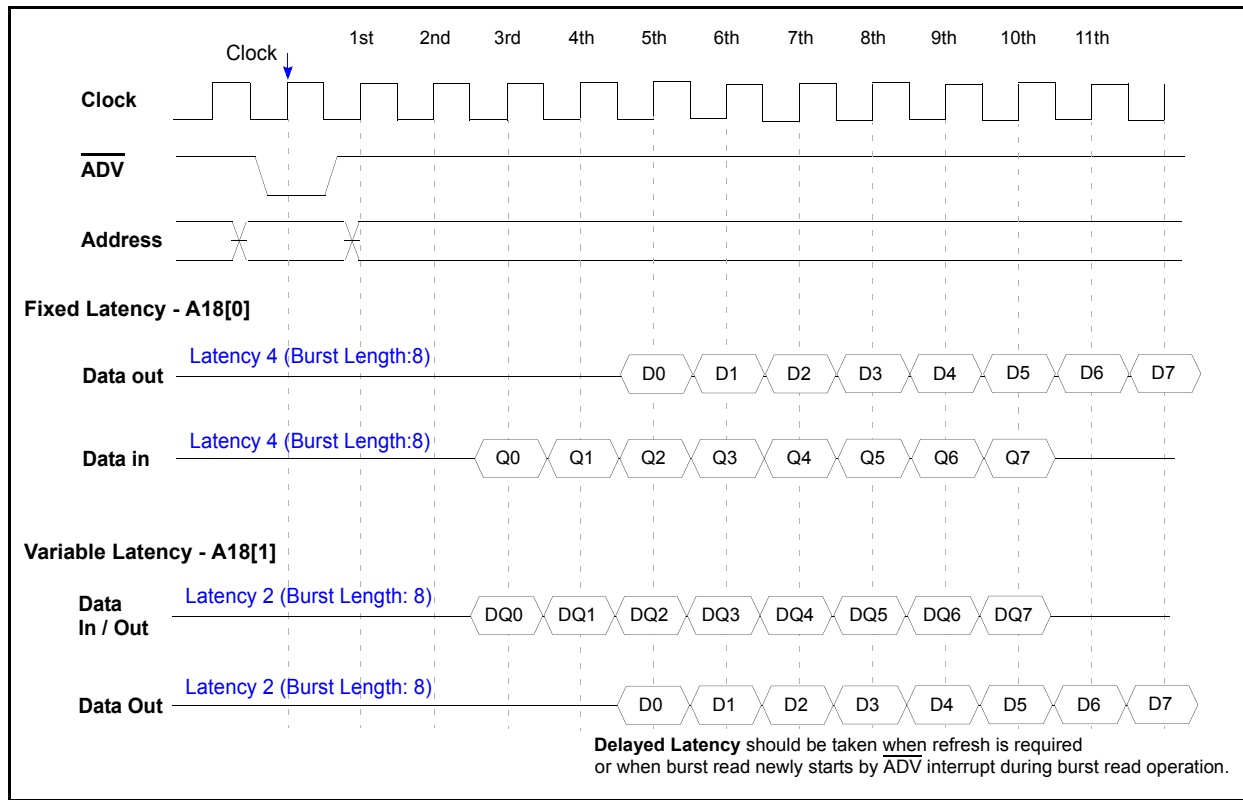 1st 2nd 3rd 4th 5th 6th 7th 8th 9th 10th 11th
Clock
Clock
ADV
Address
Fixed Latency - A18[0]
Latency 4 (Burst Length:8)
Data out D0 D1 D2 D3 D4 D5 D6 D7
Latency 4 (Burst Length:8)
Data in Q0 Q1 Q2 Q3 Q4 Q5 Q6 Q7
Variable Latency - A18[1]
Latency 2 (Burst Length: 8)
Data
In / Out
DQ0 DQ1 DQ2 DQ3 DQ4 DQ5 DQ6 DQ7
Latency 2 (Burst Length: 8)
Data Out D0 D1 D2 D3 D4 D5 D6 D7
Delayed Latency should be taken when refresh is required
or when burst read newly starts by ADV interrupt during burst read operation.